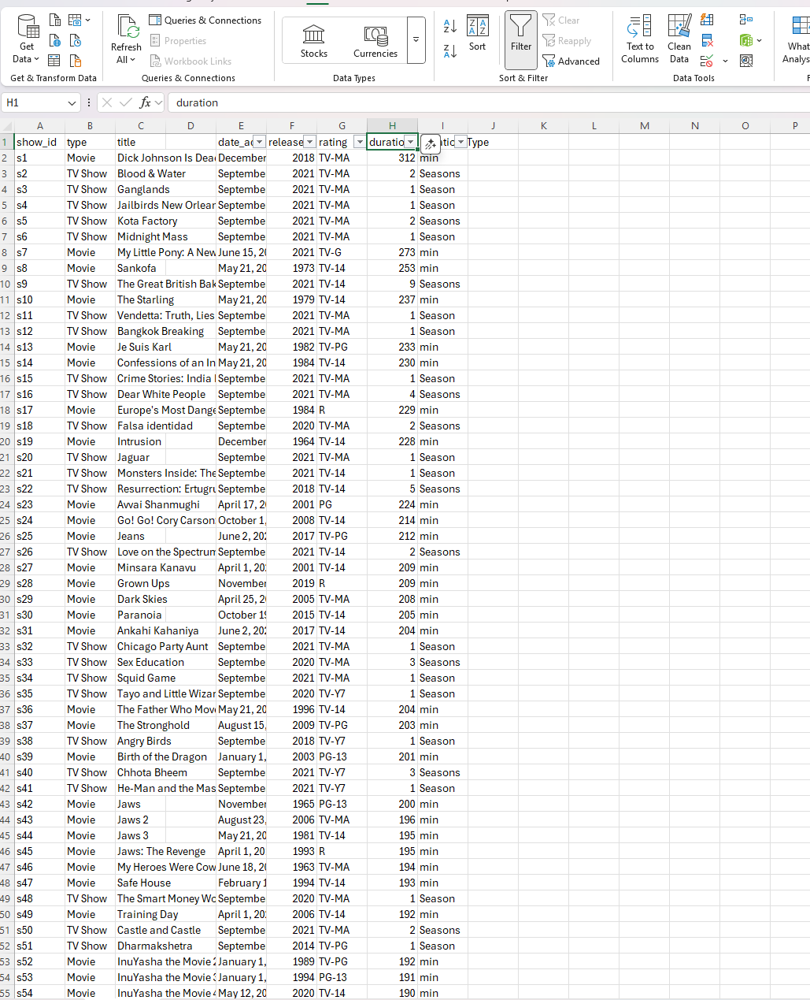 Get Data
Refresh All
Queries & Connections
Properties
Workbook Links
Stocks
Currencies
Sort
Filter
Clear
Reapply
Advanced
Text to Columns
Clean Data
What
Analys
Get & Transform Data
Queries & Connections
Data Types
Sort & Filter
Data Tools
H1 fx duration
A B C D E F G H I J K L M N O P
1 show_id type title date_ad release rating duratio atic Type
2 s1 Movie Dick Johnson Is Dea December 2018 TV-MA 312 min
3 s2 TV Show Blood & Water Septembe 2021 TV-MA 2 Seasons
4 s3 TV Show Ganglands Septembe 2021 TV-MA 1 Season
5 s4 TV Show Jailbirds New Orlear Septembe 2021 TV-MA 1 Season
6 s5 TV Show Kota Factory Septembe 2021 TV-MA 2 Seasons
7 s6 TV Show Midnight Mass Septembe 2021 TV-MA 1 Season
8 s7 Movie My Little Pony: A New June 15, 20 2021 TV-G 273 min
9 s8 Movie Sankofa May 21, 20 1973 TV-14 253 min
10 s9 TV Show The Great British Bak Septembe 2021 TV-14 9 Seasons
11 s10 Movie The Starling May 21, 20 1979 TV-14 237 min
12 s11 TV Show Vendetta: Truth, Lies Septembe 2021 TV-MA 1 Season
13 s12 TV Show Bangkok Breaking Septembe 2021 TV-MA 1 Season
14 s13 Movie Je Suis Karl May 21, 20 1982 TV-PG 233 min
15 s14 Movie Confessions of an In May 21, 20 1984 TV-14 230 min
16 s15 TV Show Crime Stories: India Septembe 2021 TV-MA 1 Season
17 s16 TV Show Dear White People Septembe 2021 TV-MA 4 Seasons
18 s17 Movie Europe's Most Dange Septembe 1984 R 229 min
19 s18 TV Show Falsa identidad Septembe 2020 TV-MA 2 Seasons
20 s19 Movie Intrusion December 1964 TV-14 228 min
21 s20 TV Show Jaguar Septembe 2021 TV-MA 1 Season
22 s21 TV Show Monsters Inside: The Septembe 2021 TV-14 1 Season
23 s22 TV Show Resurrection: Ertugru Septembe 2018 TV-14 5 Seasons
24 s23 Movie Avvai Shanmughi April 17, 20 2001 PG 224 min
25 s24 Movie Go! Go! Cory Carson October 1, 2008 TV-14 214 min
26 s25 Movie Jeans June 2, 202 2017 TV-PG 212 min
27 s26 TV Show Love on the Spectrum Septembe 2021 TV-14 2 Seasons
28 s27 Movie Minsara Kanavu April 1, 20 2001 TV-14 209 min
29 s28 Movie Grown Ups November 2019 R 209 min
30 s29 Movie Dark Skies April 25, 2 2005 TV-MA 208 min
31 s30 Movie Paranoia October 19 2015 TV-14 205 min
32 s31 Movie Ankahi Kahaniya June 2, 202 2017 TV-14 204 min
33 s32 TV Show Chicago Party Aunt Septembe 2021 TV-MA 1 Season
34 s33 TV Show Sex Education Septembe 2020 TV-MA 3 Seasons
35 s34 TV Show Squid Game Septembe 2021 TV-MA 1 Season
36 s35 TV Show Tayo and Little Wizar Septembe 2020 TV-Y7 1 Season
37 s36 Movie The Father Who Mov May 21, 20 1996 TV-14 204 min
38 s37 Movie The Stronghold August 15, 2009 TV-PG 203 min
39 s38 TV Show Angry Birds Septembe 2018 TV-Y7 1 Season
40 s39 Movie Birth of the Dragon January 1, 2003 PG-13 201 min
41 s40 TV Show Chhota Bheem Septembe 2021 TV-Y7 3 Seasons
42 s41 TV Show He-Man and the Mas Septembe 2021 TV-Y7 1 Season
43 s42 Movie Jaws November 1965 PG-13 200 min
44 s43 Movie Jaws 2 August 23, 2006 TV-MA 196 min
45 s44 Movie Jaws 3 May 21, 20 1981 TV-14 195 min
46 s45 Movie Jaws: The Revenge April 1, 20 1993 R 195 min
47 s46 Movie My Heroes Were Cow June 18, 20 1963 TV-MA 194 min
48 s47 Movie Safe House February 1 1994 TV-14 193 min
49 s48 TV Show The Smart Money Wo Septembe 2020 TV-MA 1 Season
50 s49 Movie Training Day April 1, 20 2006 TV-14 192 min
51 s50 TV Show Castle and Castle Septembe 2021 TV-MA 2 Seasons
52 s51 TV Show Dharmakshetra Septembe 2014 TV-PG 1 Season
53 s52 Movie InuYasha the Movie 2 January 1, 1989 TV-PG 192 min
54 s53 Movie InuYasha the Movie 3 January 1, 1994 PG-13 191 min
55 s54 Movie InuYasha the Movie 4 May 12, 20 2020 TV-14 190 min